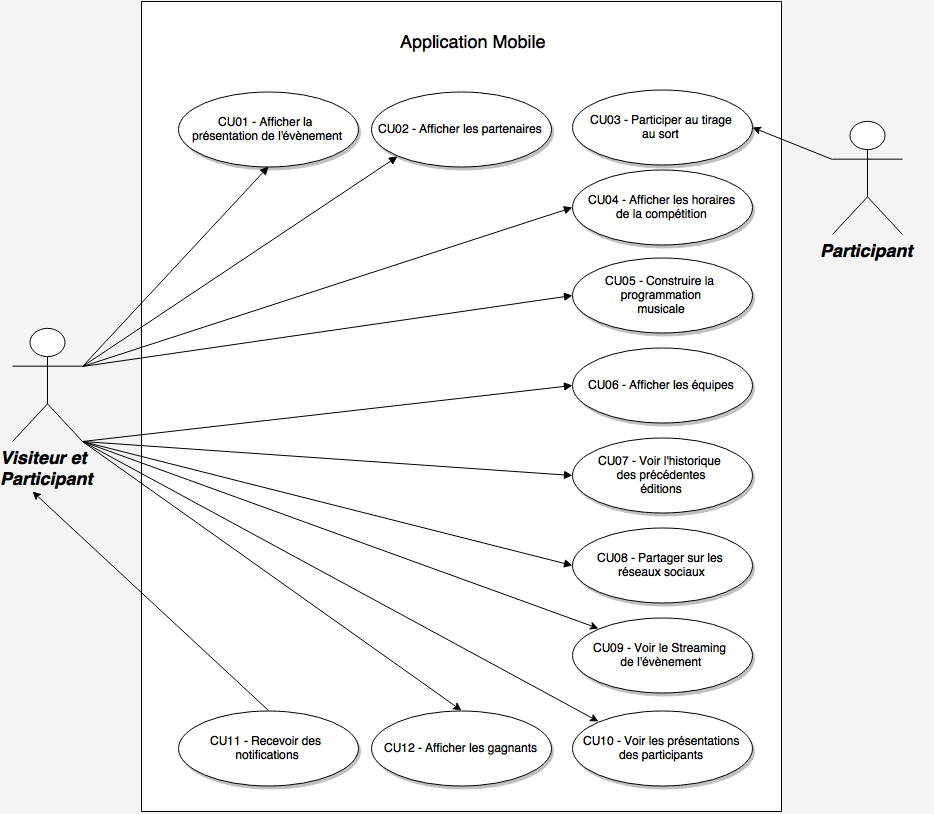 Application Mobile
CU01 - Afficher la
présentation de l'évènement
CU02 - Afficher les partenaires
CU03 - Participer au tirage
au sort
CU04 - Afficher les horaires
de la compétition
Participant
CU05 - Construire la
programmation
musicale
CU06 - Afficher les équipes
Visiteur et
Participant
CU07 - Voir l'historique
des précédentes
éditions
CU08 - Partager sur les
réseaux sociaux
CU09 - Voir le Streaming
de l'évènement
CU11 - Recevoir des
notifications
CU12 - Afficher les gagnants
CU10 - Voir les présentations
des participants